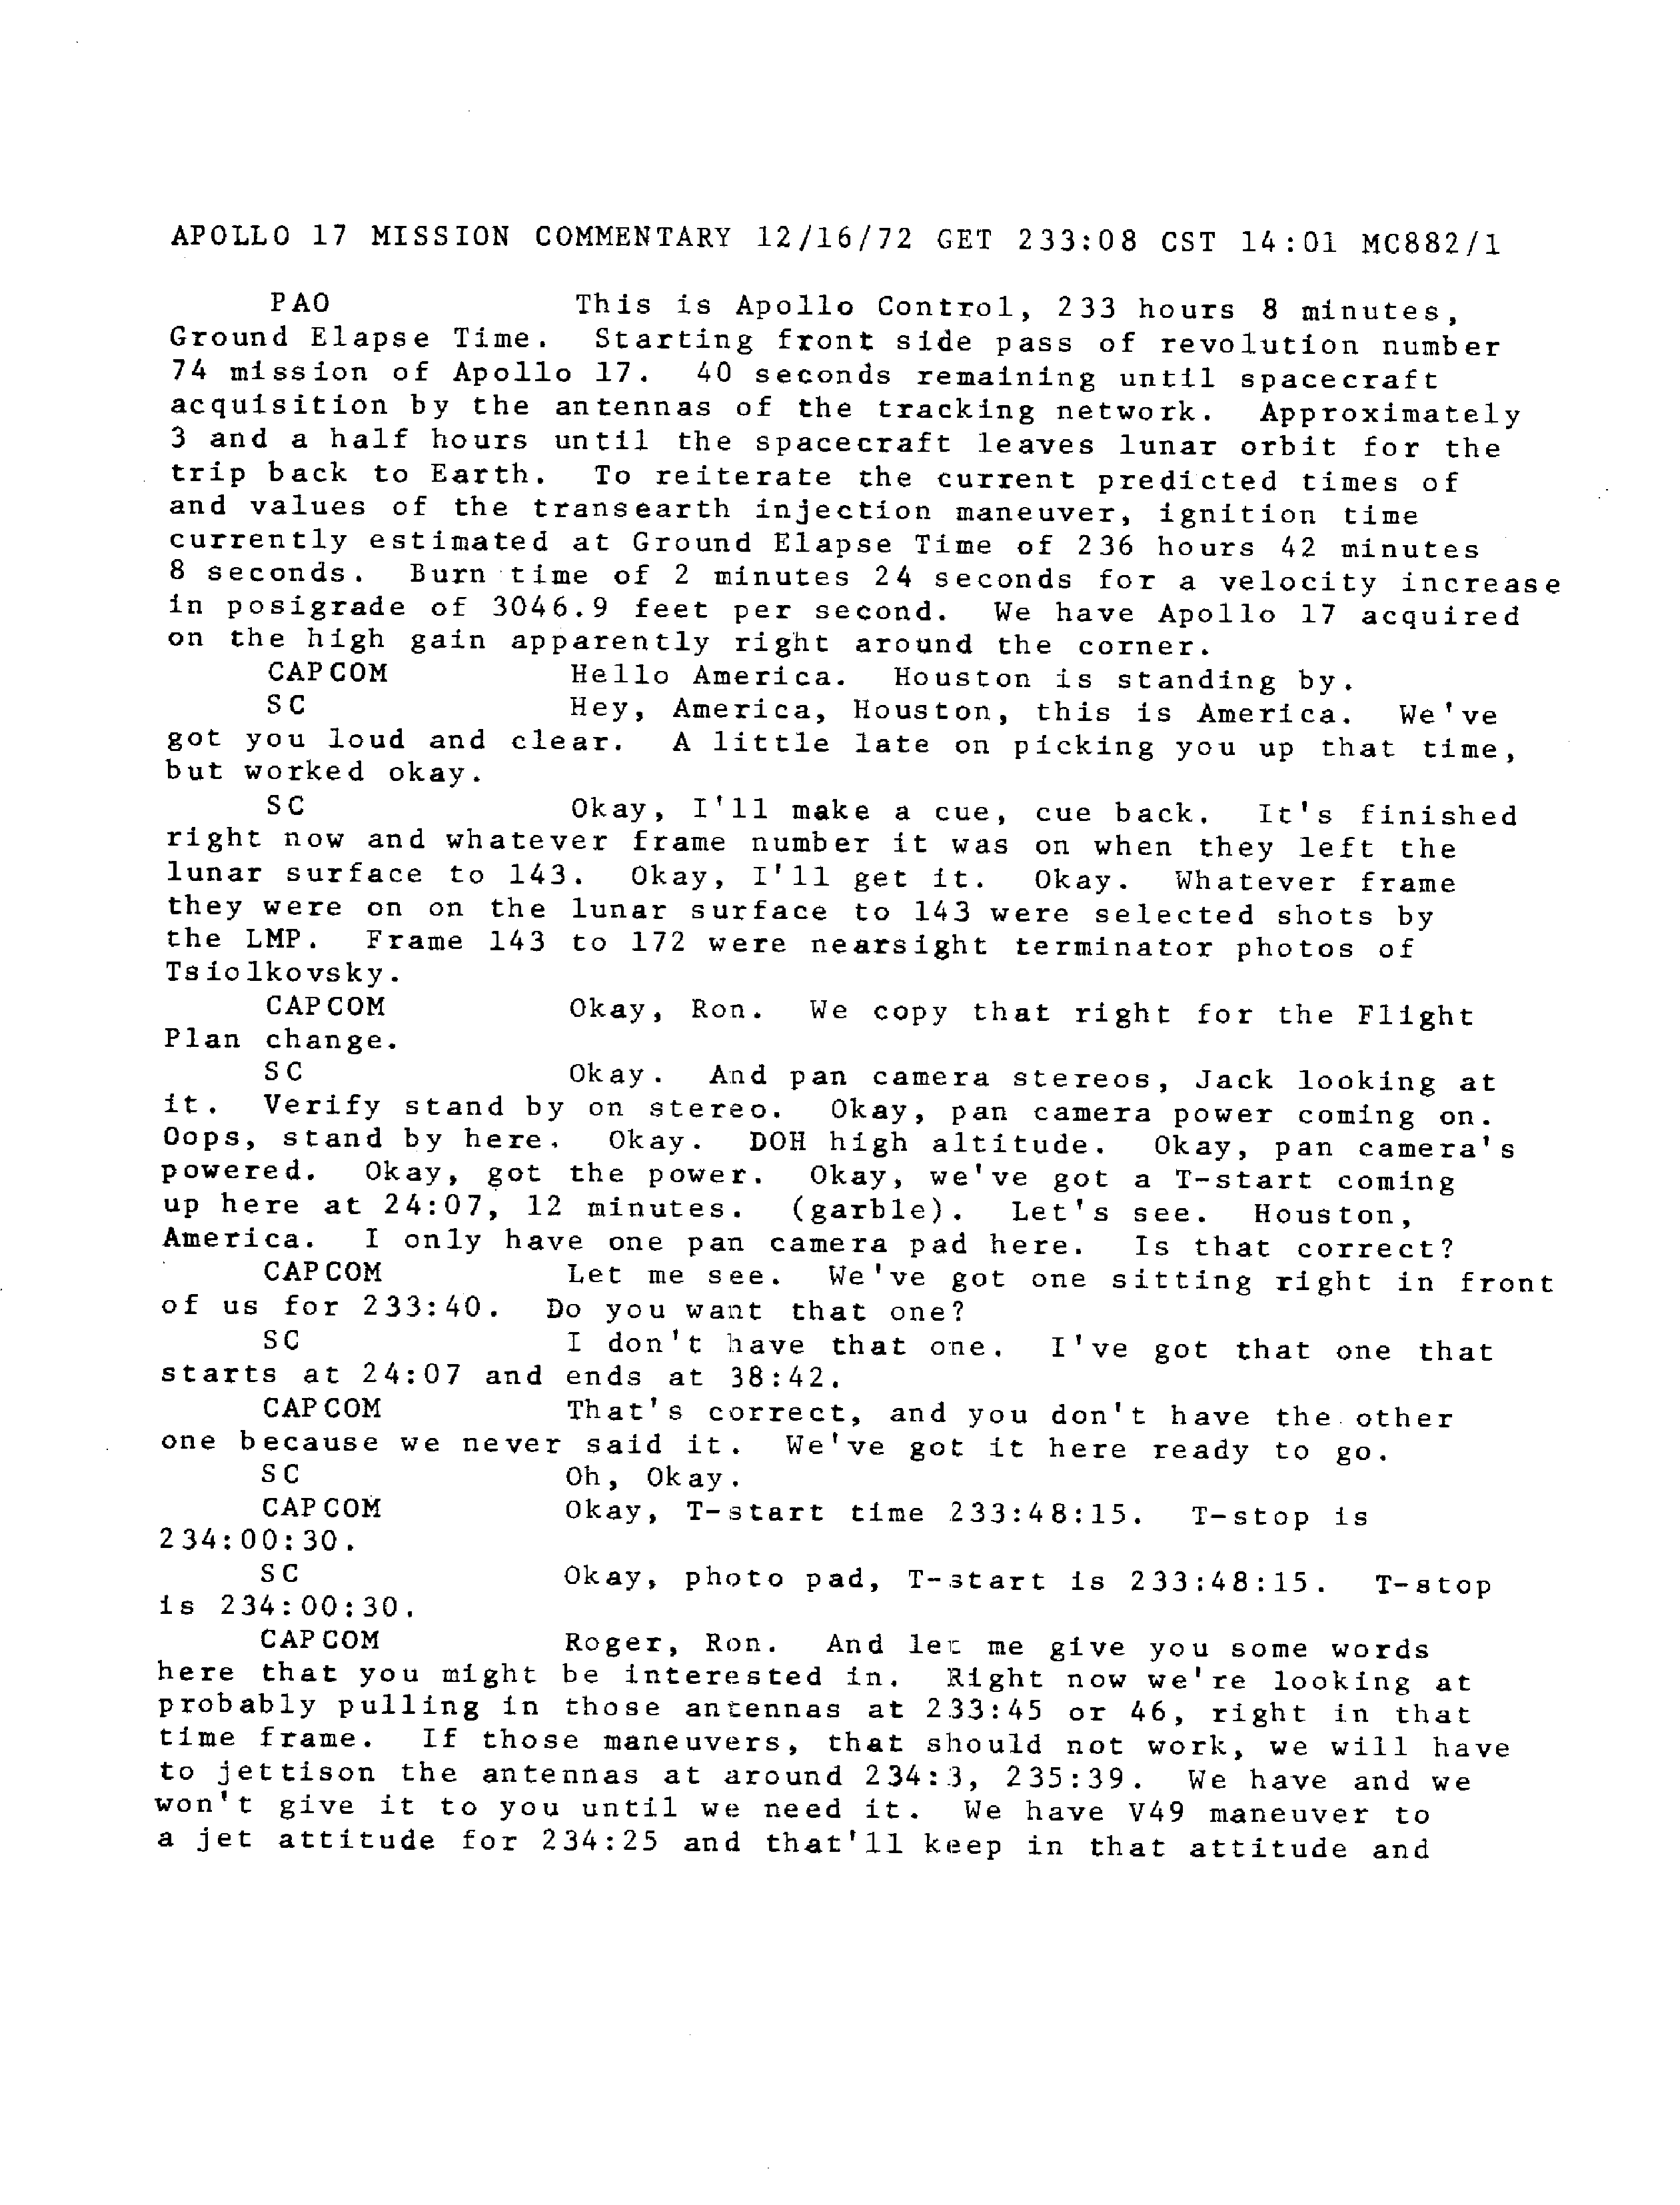 APOLLO 17 MISSION COMMENTARY 12/16/72 GET 233:08 CST 14:01 MC882/1
PAO This is Apollo Control, 233 hours 8 minutes,
Ground Elapse Time. Starting front side pass of revolution number
74 mission of Apollo 17. 40 seconds remaining until spacecraft
acquisition by the antennas of the tracking network. Approximately
3 and a half hours until the spacecraft leaves lunar orbit for the
trip back to Earth. To reiterate the current predicted times of
and values of the transearth injection maneuver, ignition time
currently estimated at Ground Elapse Time of 236 hours 42 minutes
8 seconds. Burn time of 2 minutes 24 seconds for a velocity increase
in posigrade of 3046.9 feet per second. We have Apollo 17 acquired
on the high gain apparently right around the corner.
CAPCOM Hello America. Houston is standing by.
SC Hey, America, Houston, this is America. We've
got you loud and clear. A little late on picking you up that time,
but worked okay.
SC Okay, I'll make a cue, cue back. It's finished
right now and whatever frame number it was on when they left the
lunar surface to 143. Okay, I'll get it. Okay. Whatever frame
they were on on the lunar surface to 143 were selected shots by
the LMP. Frame 143 to 172 were nearsight terminator photos of
Tsiolkovsky.
CAPCOM Okay, Ron. We copy that right for the Flight
Plan change.
SC Okay. And pan camera stereos, Jack looking at
it. Verify stand by on stereo. Okay, pan camera power coming on.
Oops, stand by here. Okay. DOH high altitude. Okay, pan camera's
powered. Okay, got the power. Okay, we've got a T-start coming
up here at 24:07, 12 minutes. (garble). Let's see. Houston,
America. I only have one pan camera pad here. Is that correct?
CAPCOM Let me see. We've got one sitting right in front
of us for 233:40. Do you want that one?
SC I don't have that one. I've got that one that
starts at 24:07 and ends at 38:42.
CAPCOM That's correct, and you don't have the other
one because we never said it. We've got it here ready to go.
SC Oh, Okay.
CAPCOM Okay, T-start time 233:48:15. T-stop is
234:00:30.
SC Okay, photo pad, T-start is 233:48:15. T-stop
is 234:00:30.
CAPCOM Roger, Ron. And let me give you some words
here that you might be interested in. Right now we're looking at
probably pulling in those antennas at 233:45 or 46, right in that
time frame. If those maneuvers, that should not work, we will have
to jettison the antennas at around 234:3, 235:39. We have and we
won't give it to you until we need it. We have V49 maneuver to
a jet attitude for 234:25 and that'll keep in that attitude and